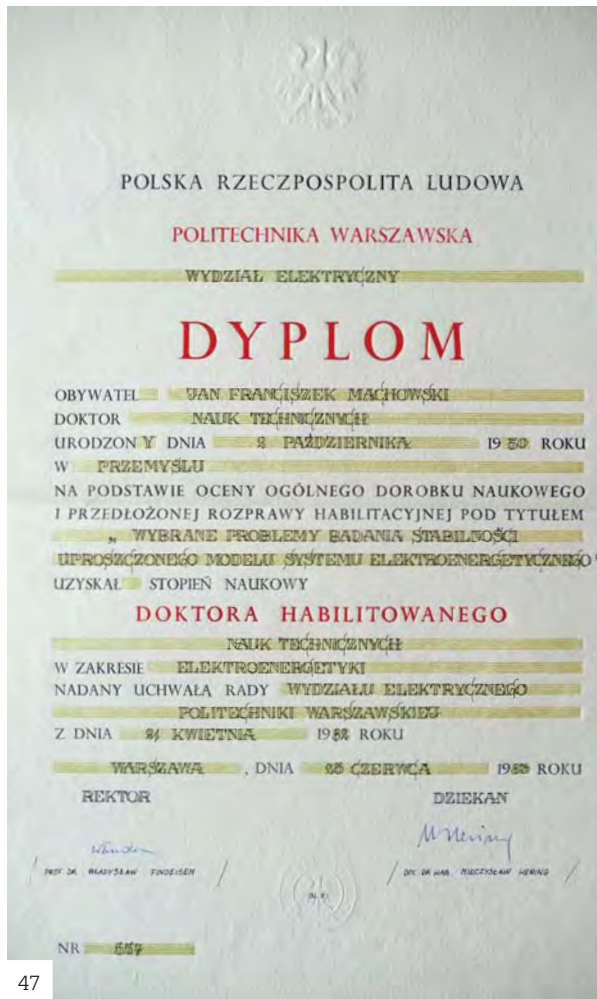 POLSKA RZECZPOSPOLITA LUDOWA
POLITECHNIKA WARSZAWSKA
WYDZIAŁ ELEKTRYCZNY
DYPLOM
OBYWATEL JAN FRANCISZEK MACHOWSKI
DOKTOR NAUK TECHNICZNYCH
URODZONY DNIA 2 PAŹDZIERNIKA 19 ROKU
W PRZEMYŚLU
NA PODSTAWIE OCENY OGÓLNEGO DOROBKU NAUKOWEGO
I PRZEDŁOŻONEJ ROZPRAWY HABILITACYJNEJ POD TYTUŁEM
„ WYBRANE PROBLEMY BADANIA STABILNOŚCI
UPROSZCZONEGO MODELU SYSTEMU ELEKTROENERGETYCZNEGO"
UZYSKAŁ STOPIEŃ NAUKOWY
DOKTORA HABILITOWANEGO
NAUK TECHNICZNYCH
W ZAKRESIE ELEKTROENERGETYKI
NADANY UCHWAŁĄ RADY WYDZIAŁU ELEKTRYCZNEGO
POLITECHNIKI WARSZAWSKIEJ
Z DNIA 21 KWIETNIA 19 ROKU
WARSZAWA , DNIA CZERWCA 19 ROKU
REKTOR DZIEKAN
PROF. DR WŁADYSŁAW FINDEISEN / DOC. DR HAB. MIECZYSŁAW HERING /
NR
47